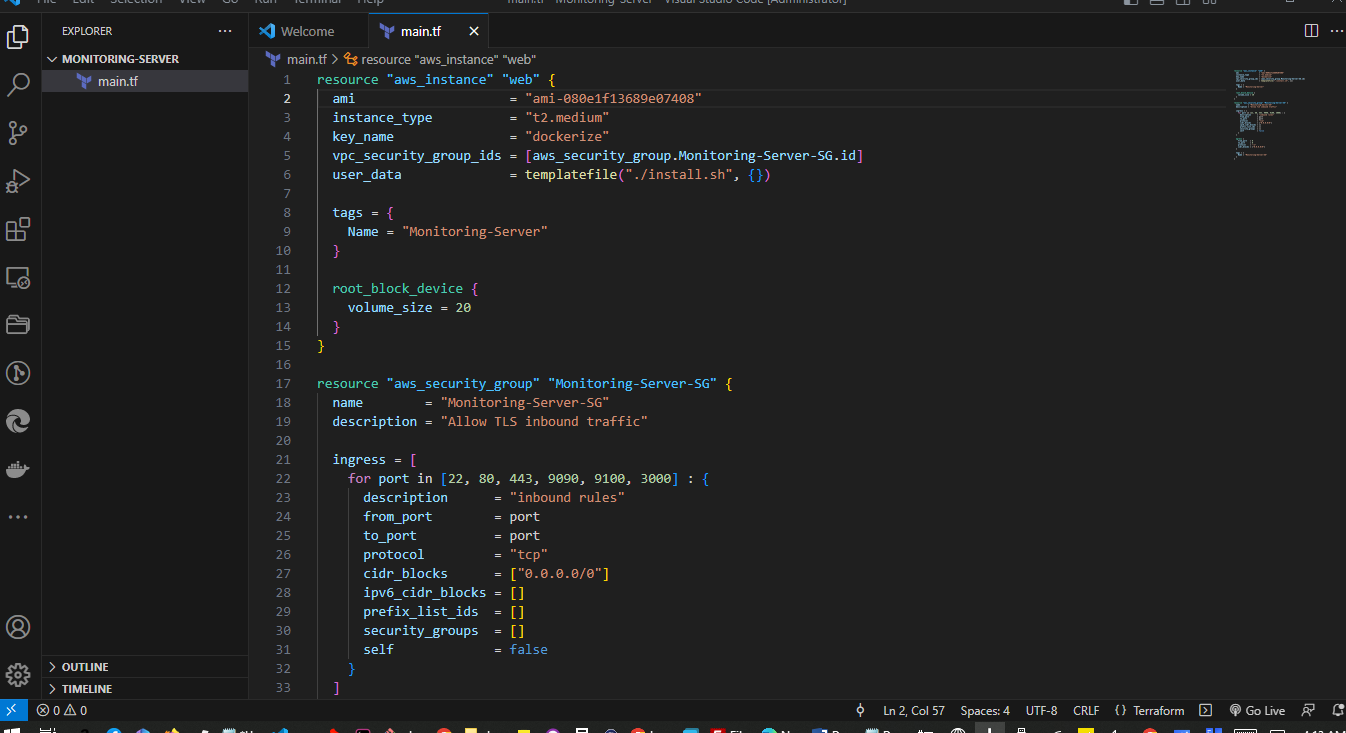 File Edit Selection View Go Run Terminal Help
main.tf - Monitoring-Server - Visual Studio Code [Administrator]
EXPLORER
MONITORING-SERVER
main.tf
OUTLINE
TIMELINE
Welcome
main.tf
main.tf > resource "aws_instance" "web"
1 resource "aws_instance" "web" {
2 ami = "ami-080e1f13689e07408"
3 instance_type = "t2.medium"
4 key_name = "dockerize"
5 vpc_security_group_ids = [aws_security_group.Monitoring-Server-SG.id]
6 user_data = templatefile("./install.sh", {})
7
8 tags = {
9 Name = "Monitoring-Server"
10 }
11
12 root_block_device {
13 volume_size = 20
14 }
15 }
16
17 resource "aws_security_group" "Monitoring-Server-SG" {
18 name = "Monitoring-Server-SG"
19 description = "Allow TLS inbound traffic"
20
21 ingress = [
22 for port in [22, 80, 443, 9090, 9100, 3000] : {
23 description = "inbound rules"
24 from_port = port
25 to_port = port
26 protocol = "tcp"
27 cidr_blocks = ["0.0.0.0/0"]
28 ipv6_cidr_blocks = []
29 prefix_list_ids = []
30 security_groups = []
31 self = false
32 }
33 ]
0 0
Ln 2, Col 57 Spaces: 4 UTF-8 CRLF {} Terraform Go Live